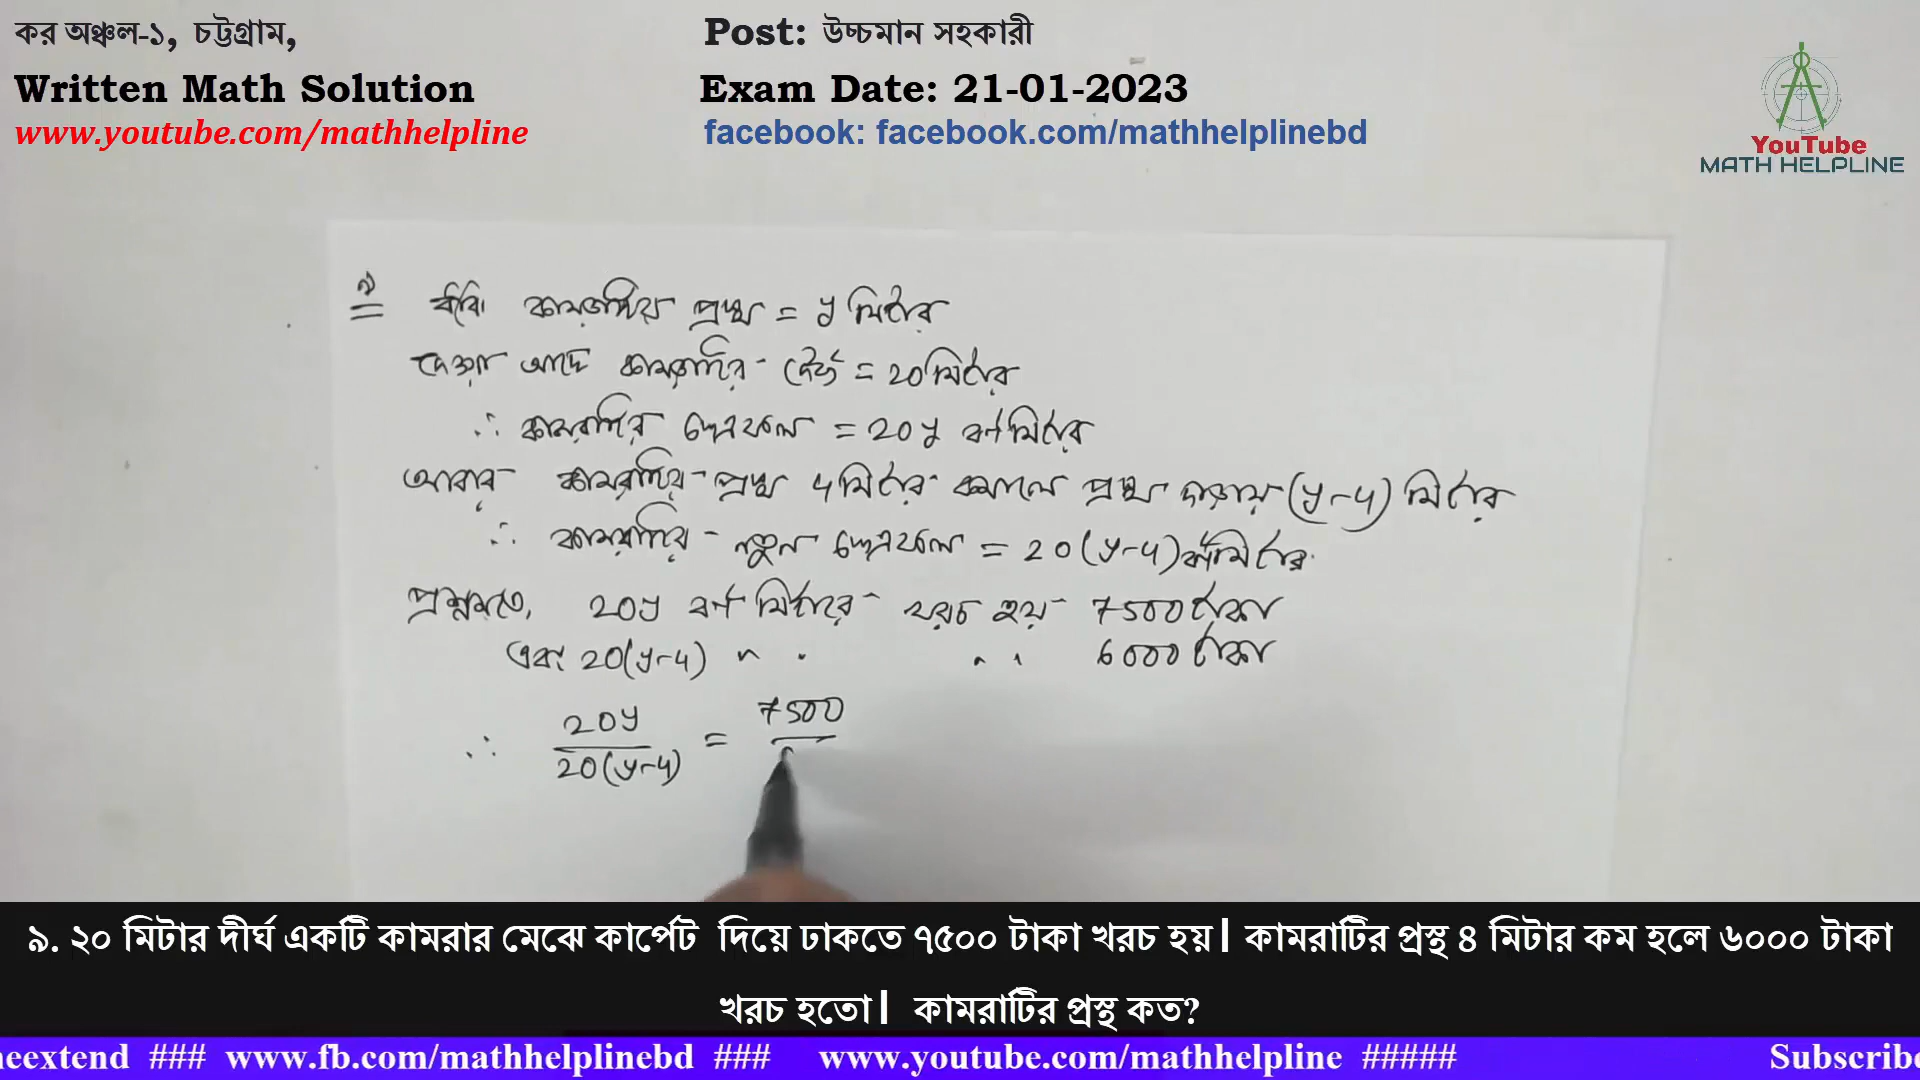 কর অঞ্চল-১, চট্টগ্রাম,
Post: উচ্চমান সহকারী
Written Math Solution
Exam Date: 21-01-2023
www.youtube.com/mathhelpline
facebook: facebook.com/mathhelplinebd
YouTube
MATH HELPLINE
৯
ধরি কামরাটির প্রস্থ = y মিটার
দেওয়া আছে কামরাটির দৈর্ঘ্য = 20 মিটার
∴ কামরাটির ক্ষেত্রফল = 20y বর্গ মিটার
আবার কামরাটির প্রস্থ 4 মিটার কমালে প্রস্থ দাঁড়ায় (y-4) মিটার
∴ কামরাটির নতুন ক্ষেত্রফল = 20(y-4) বর্গমিটার
প্রশ্নমতে, 20y বর্গ মিটারে খরচ হয় 7500 টাকা
এবং 20(y-4) " " " " 6000 টাকা
∴ 20y/20(y-4) = 7500/
৯. ২০ মিটার দীর্ঘ একটি কামরার মেঝে কার্পেট দিয়ে ঢাকতে ৭৫০০ টাকা খরচ হয়। কামরাটির প্রস্থ ৪ মিটার কম হলে ৬০০০ টাকা
খরচ হতো। কামরাটির প্রস্থ কত?
neextend ### www.fb.com/mathhelplinebd ### www.youtube.com/mathhelpline ##### Subscribe